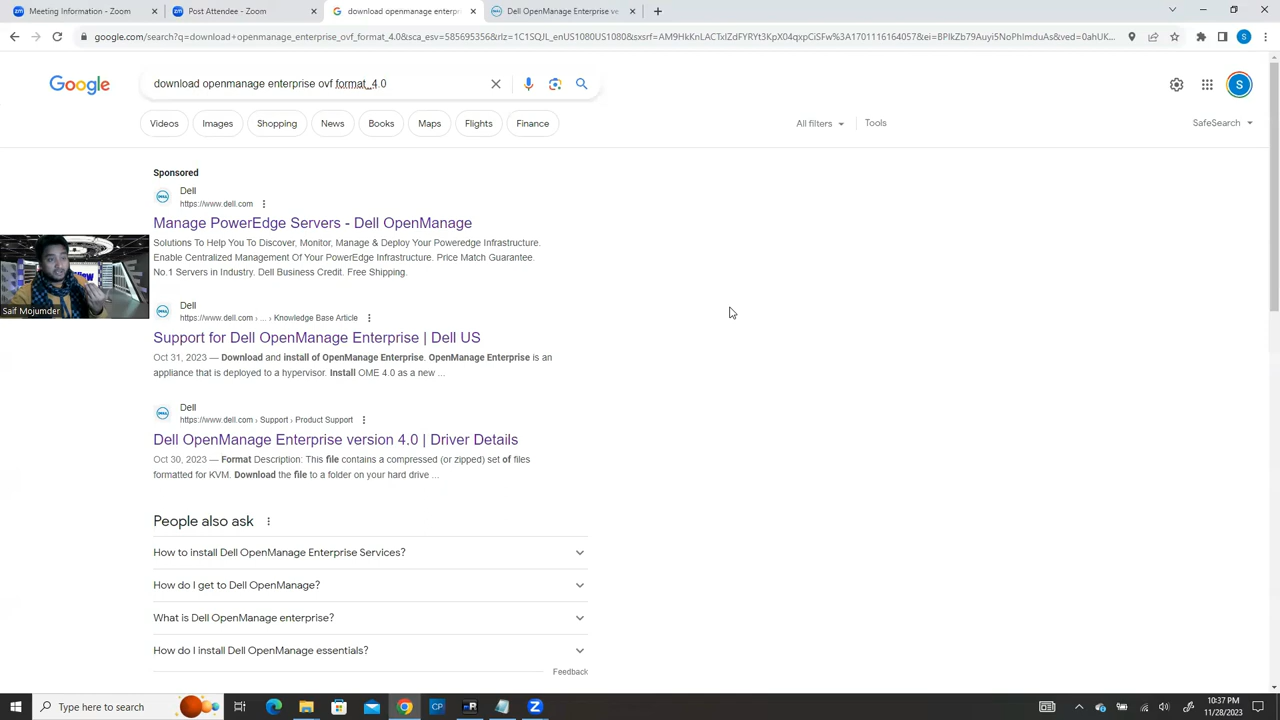 Meeting Information - Zoom
Post Attendee - Zoom
download openmanage enterpri
Dell OpenManage Enterprise ve
google.com/search?q=download+openmanage_enterprise_ovf_format_4.0&sca_esv=585695356&rlz=1C1SQJL_enUS1080US1080&sxsrf=
download openmanage enterprise ovf format_4.0
Google
S
Videos
Images
Shopping
News
Books
Maps
Flights
Finance
All filters
Tools
SafeSearch
Sponsored
Dell
https://www.dell.com
Manage PowerEdge Servers - Dell OpenManage
Solutions To Help You To Discover, Monitor, Manage & Deploy Your Poweredge Infrastructure.
Enable Centralized Management Of Your PowerEdge Infrastructure. Price Match Guarantee.
No.1 Servers in Industry. Dell Business Credit. Free Shipping.
Saif Mojumder
Dell
https://www.dell.com › ... › Knowledge Base Article
Support for Dell OpenManage Enterprise | Dell US
Oct 31, 2023 — Download and install of OpenManage Enterprise. OpenManage Enterprise is an
appliance that is deployed to a hypervisor. Install OME 4.0 as a new ...
Dell
https://www.dell.com › Support › Product Support
Dell OpenManage Enterprise version 4.0 | Driver Details
Oct 30, 2023 — Format Description: This file contains a compressed (or zipped) set of files
formatted for KVM. Download the file to a folder on your hard drive ...
People also ask
How to install Dell OpenManage Enterprise Services?
How do I get to Dell OpenManage?
What is Dell OpenManage enterprise?
How do I install Dell OpenManage essentials?
Feedback
Type here to search
10:37 PM
11/28/2023